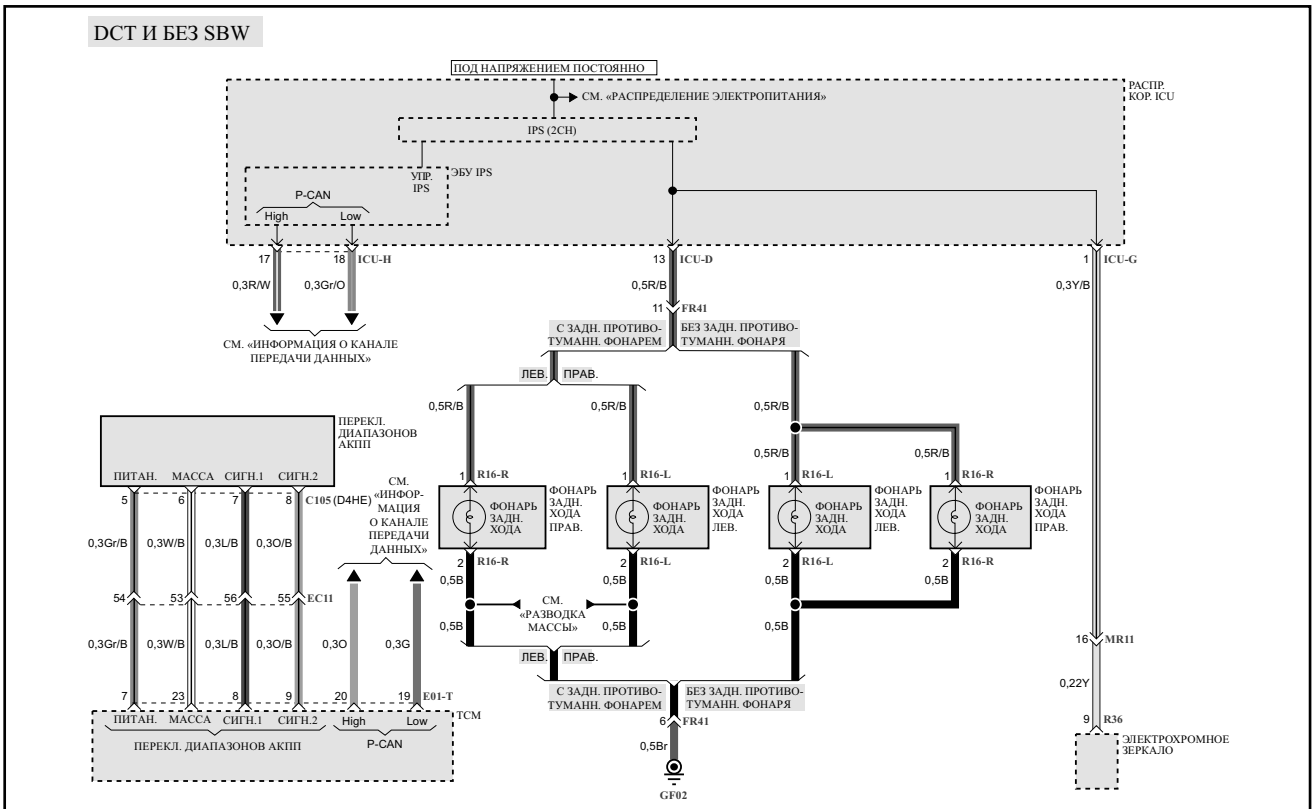 DCT И БЕЗ SBW
ПОД НАПРЯЖЕНИЕМ ПОСТОЯННО
СМ. «РАСПРЕДЕЛЕНИЕ ЭЛЕКТРОПИТАНИЯ»
РАСПР.
КОР. ICU
IPS (2CH)
УПР.
IPS
ЭБУ IPS
P-CAN
High
Low
17
18
ICU-H
13
ICU-D
1
ICU-G
0,3R/W
0,3Gr/O
0,5R/B
0,3Y/B
СМ. «ИНФОРМАЦИЯ О КАНАЛЕ
ПЕРЕДАЧИ ДАННЫХ»
11
FR41
С ЗАДН. ПРОТИВО-
ТУМАНН. ФОНАРЕМ
БЕЗ ЗАДН. ПРОТИВО-
ТУМАНН. ФОНАРЯ
ЛЕВ.
ПРАВ.
0,5R/B
0,5R/B
0,5R/B
0,5R/B
0,5R/B
1
R16-R
1
R16-L
1
R16-L
1
R16-R
ФОНАРЬ
ЗАДН.
ХОДА
ФОНАРЬ
ЗАДН.
ХОДА
ПРАВ.
ФОНАРЬ
ЗАДН.
ХОДА
ФОНАРЬ
ЗАДН.
ХОДА
ЛЕВ.
ФОНАРЬ
ЗАДН.
ХОДА
ФОНАРЬ
ЗАДН.
ХОДА
ЛЕВ.
ФОНАРЬ
ЗАДН.
ХОДА
ФОНАРЬ
ЗАДН.
ХОДА
ПРАВ.
2
R16-R
2
R16-L
2
R16-L
2
R16-R
0,5B
0,5B
0,5B
0,5B
СМ.
«РАЗВОДКА
МАССЫ»
0,5B
0,5B
0,5B
ЛЕВ.
ПРАВ.
С ЗАДН. ПРОТИВО-
ТУМАНН. ФОНАРЕМ
БЕЗ ЗАДН. ПРОТИВО-
ТУМАНН. ФОНАРЯ
6
FR41
0,5Br
GF02
ПЕРЕКЛ.
ДИАПАЗОНОВ
АКПП
ПИТАН.
МАССА
СИГН.1
СИГН.2
5
6
7
8
C105 (D4HE)
0,3Gr/B
0,3W/B
0,3L/B
0,3O/B
СМ.
«ИНФОР-
МАЦИЯ
О КАНАЛЕ
ПЕРЕДАЧИ
ДАННЫХ»
54
53
56
55
EC11
0,3Gr/B
0,3W/B
0,3L/B
0,3O/B
0,3O
0,3G
7
23
8
9
20
19
E01-T
TCM
ПИТАН.
МАССА
СИГН.1
СИГН.2
High
Low
ПЕРЕКЛ. ДИАПАЗОНОВ АКПП
P-CAN
16
MR11
0,22Y
9
R36
ЭЛЕКТРОХРОМНОЕ
ЗЕРКАЛО